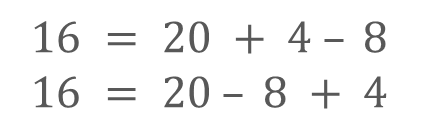 16 = 20 + 4 – 8
16 = 20 – 8 + 4